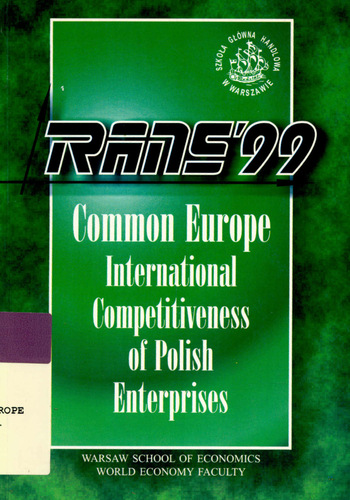 SZKOŁA GŁÓWNA HANDLOWA
W WARSZAWIE
TRANS'99
Common Europe
International
Competitiveness
of Polish
Enterprises
ROPE
WARSAW SCHOOL OF ECONOMICS
WORLD ECONOMY FACULTY